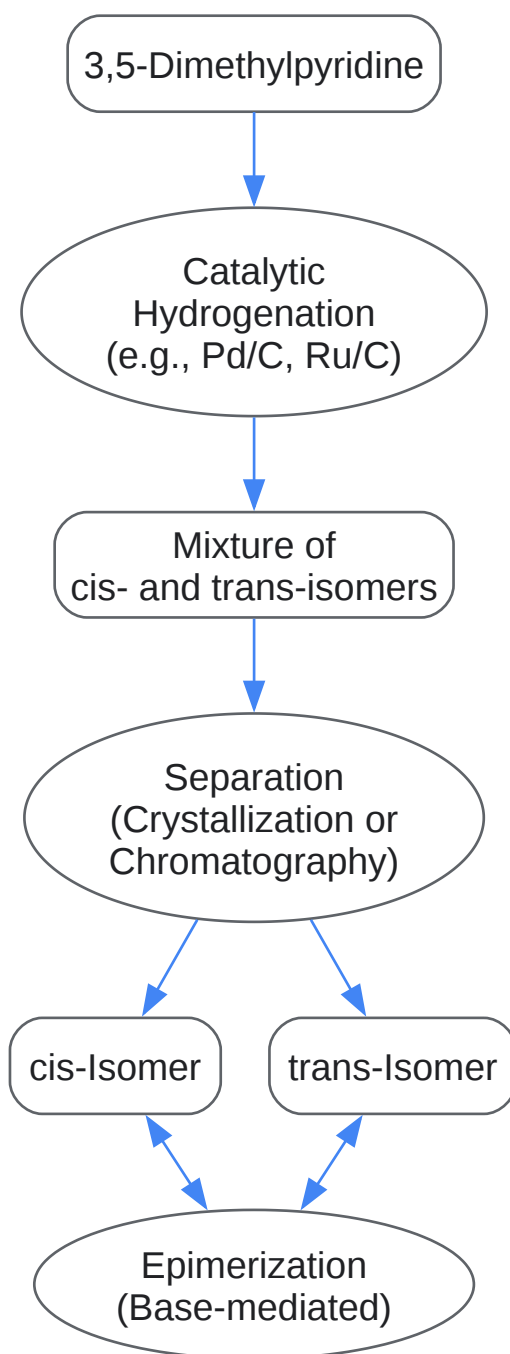 3,5-Dimethylpyridine
Catalytic
Hydrogenation
(e.g., Pd/C, Ru/C)
Mixture of
cis- and trans-isomers
Separation
(Crystallization or
Chromatography)
cis-Isomer
trans-Isomer
Epimerization
(Base-mediated)